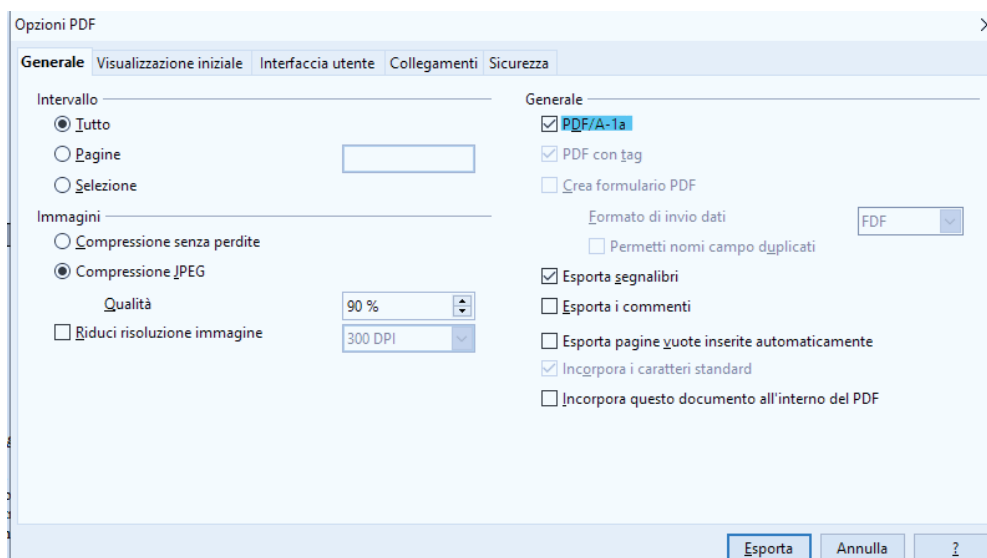 Opzioni PDF
Generale Visualizzazione iniziale Interfaccia utente Collegamenti Sicurezza
Intervallo
Tutto
Pagine
Selezione
Immagini
Compressione senza perdite
Compressione JPEG
Qualità 90 %
Riduci risoluzione immagine 300 DPI
Generale
PDF/A-1a
PDF con tag
Crea formulario PDF
Formato di invio dati FDF
Permetti nomi campo duplicati
Esporta segnalibri
Esporta i commenti
Esporta pagine vuote inserite automaticamente
Incorpora i caratteri standard
Incorpora questo documento all'interno del PDF
Esporta Annulla ?